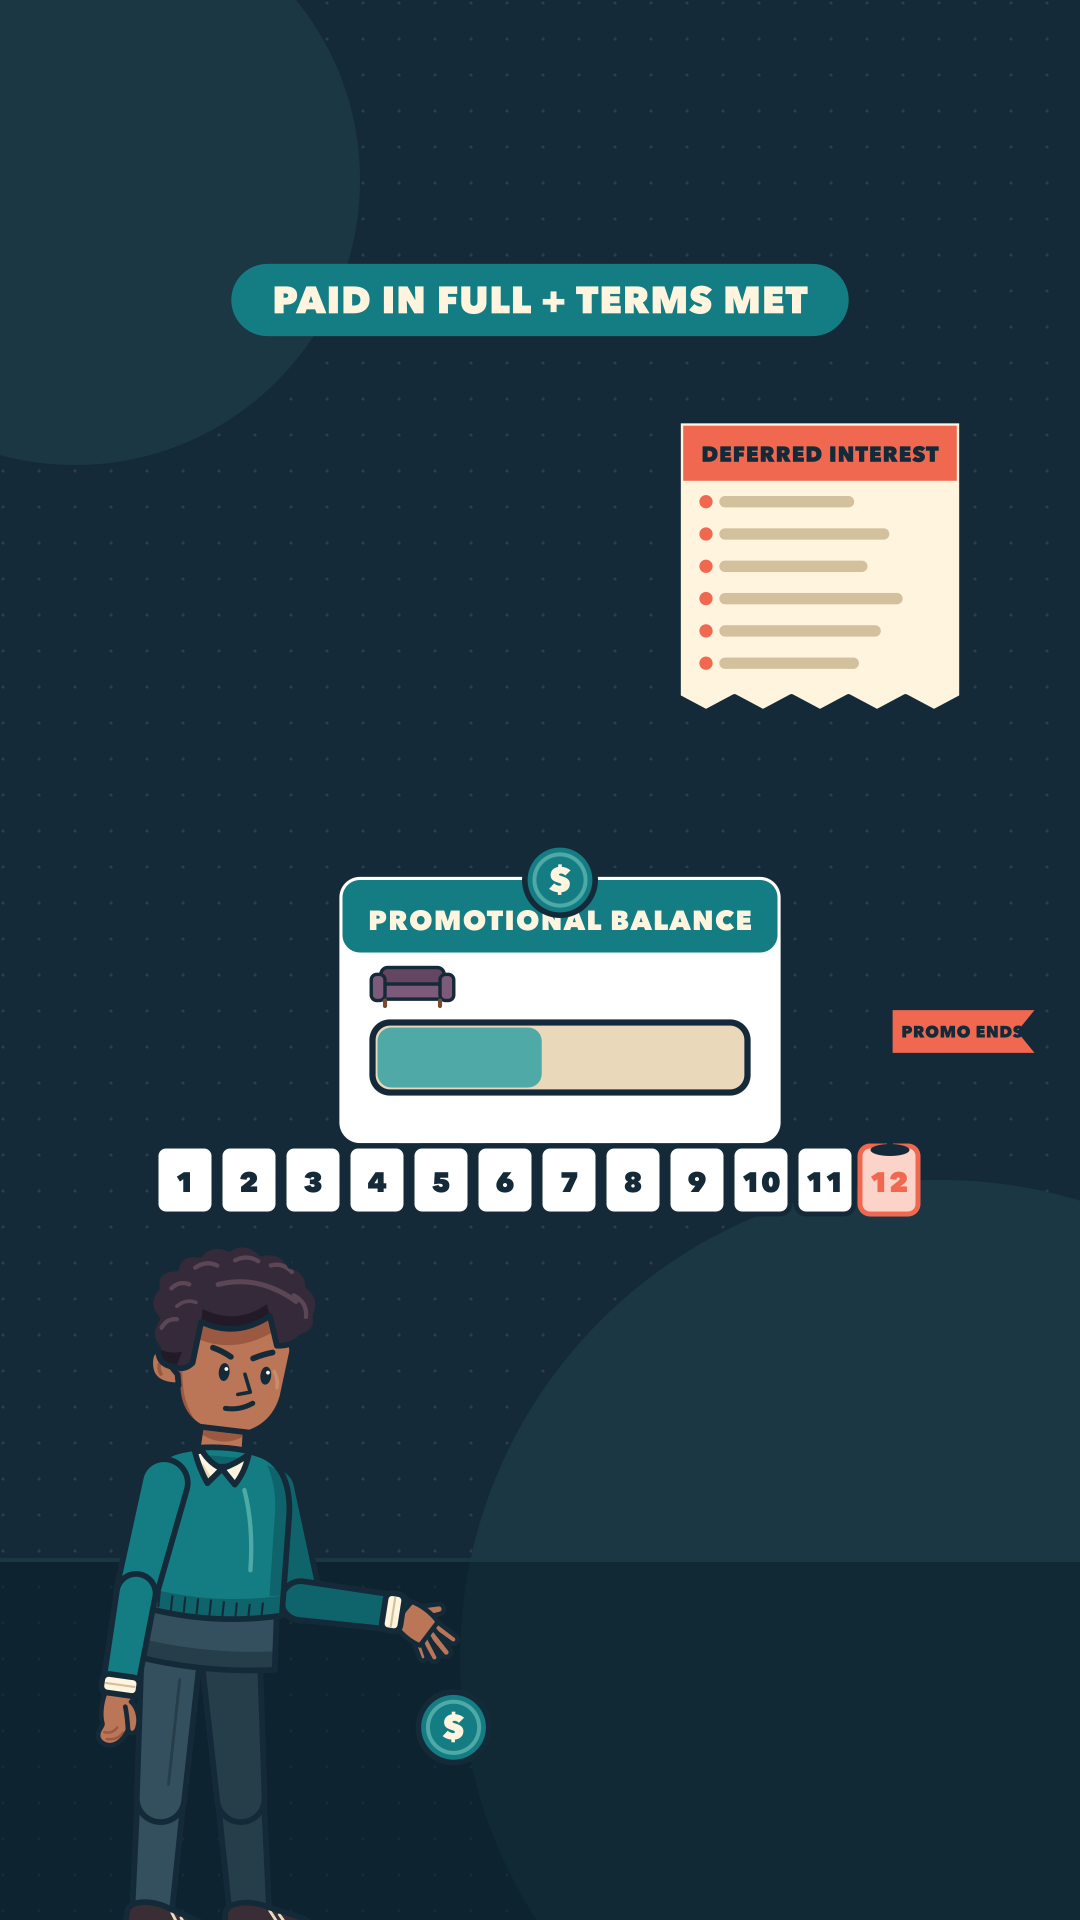 PAID IN FULL + TERMS MET
DEFERRED INTEREST
$
PROMOTIONAL BALANCE
PROMO ENDS
1 2 3 4 5 6 7 8 9 10 11 12
$